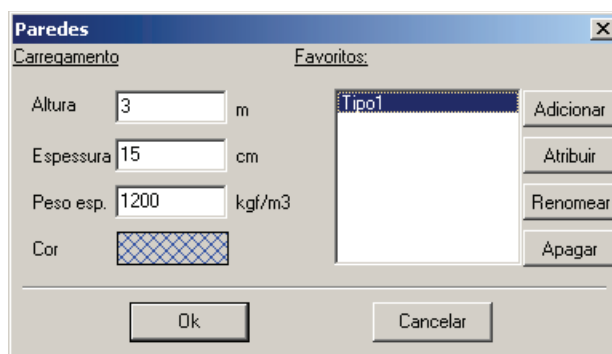 Paredes
Carregamento
Favoritos:
Altura 3 m
Espessura 15 cm
Peso esp. 1200 kgf/m3
Cor
Tipo1
Adicionar
Atribuir
Renomear
Apagar
Ok
Cancelar